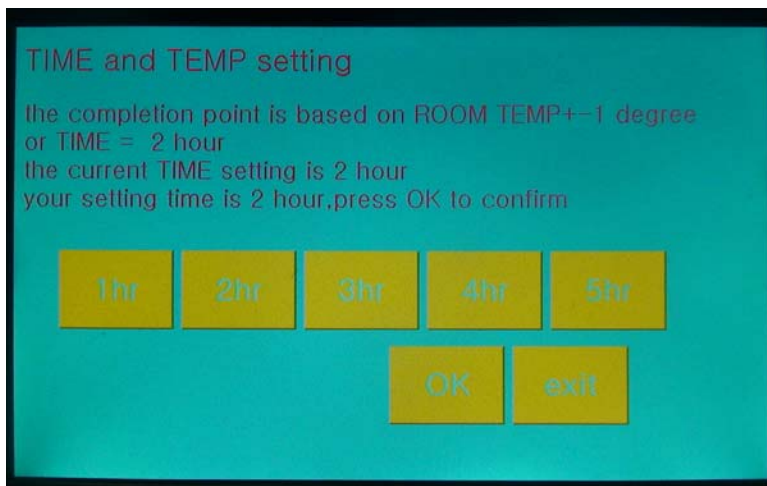 TIME and TEMP setting
the completion point is based on ROOM TEMP+-1 degree
or TIME = 2 hour
the current TIME setting is 2 hour
your setting time is 2 hour,press OK to confirm
1hr 2hr 3hr 4hr 5hr
OK exit